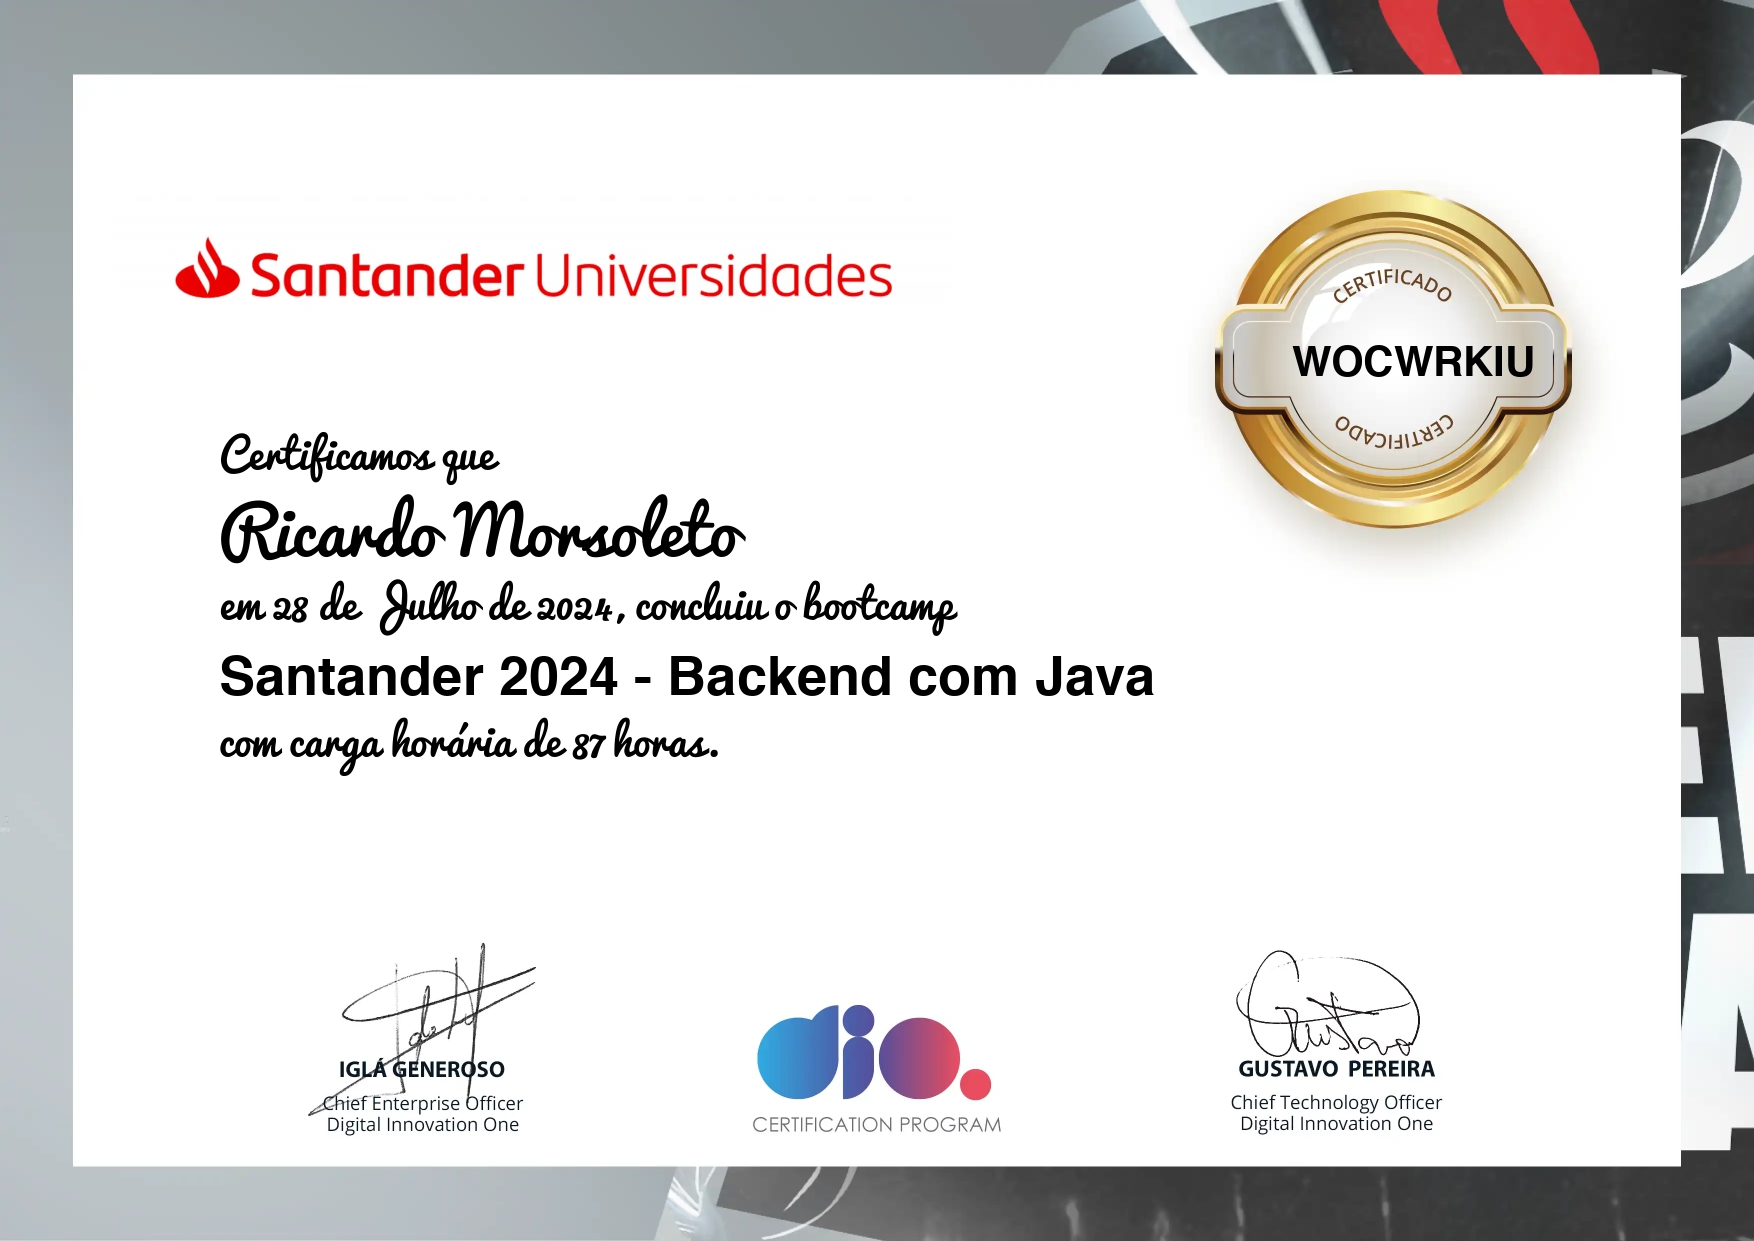 Santander Universidades
CERTIFICADO
WOCWRKIU
CERTIFICADO
Certificamos que
Ricardo Morsoleto
em 28 de Julho de 2024, concluiu o bootcamp
Santander 2024 - Backend com Java
com carga horária de 87 horas.
IGLÁ GENEROSO
Chief Enterprise Officer
Digital Innovation One
dio.
CERTIFICATION PROGRAM
Gustavo
GUSTAVO PEREIRA
Chief Technology Officer
Digital Innovation One